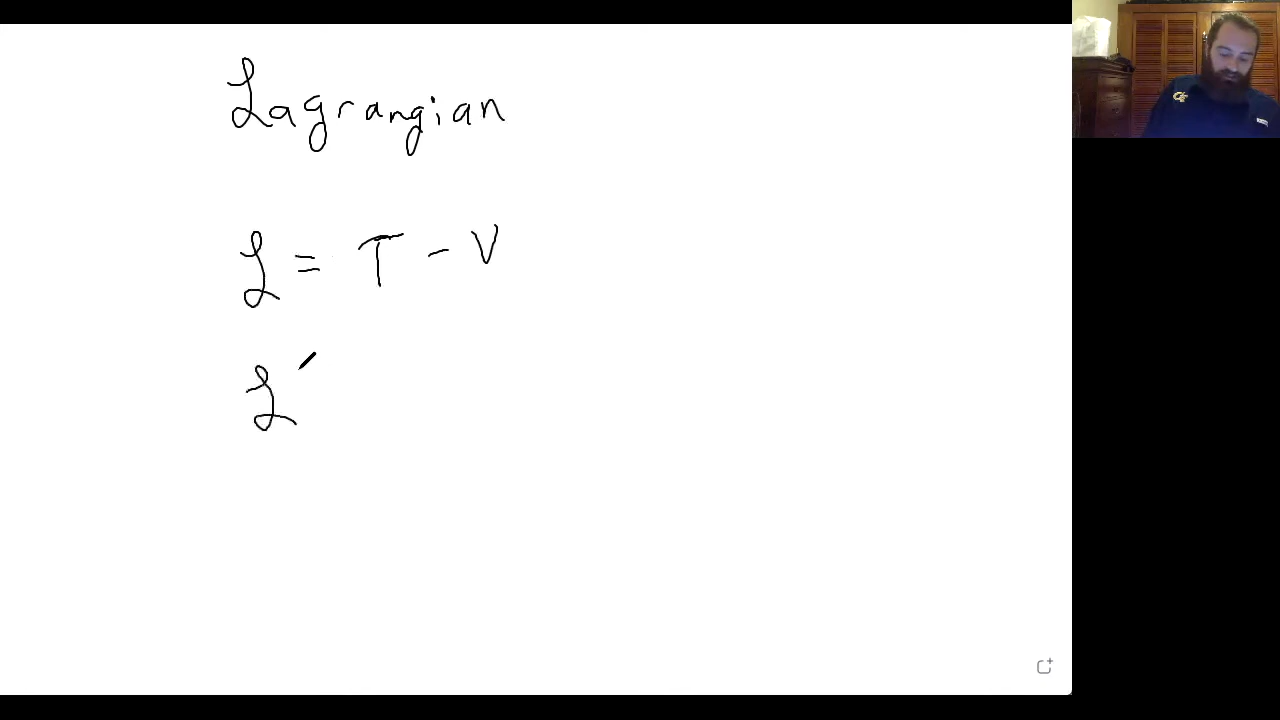 Lagrangian
ℒ = T - V
ℒ